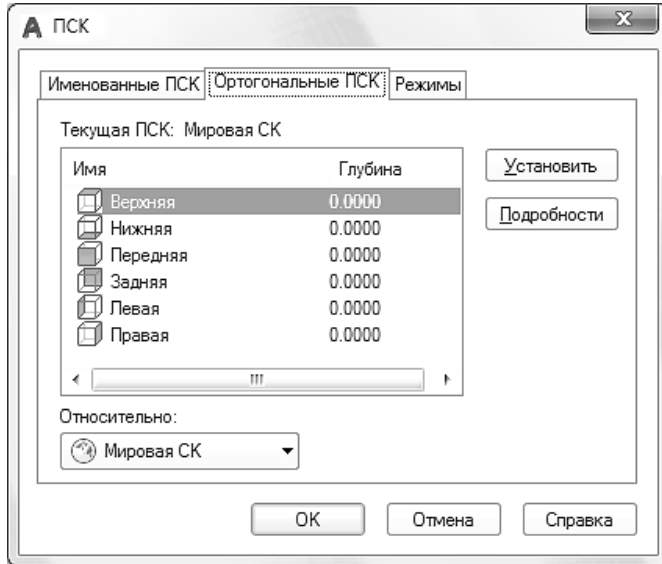 ПСК
Именованные ПСК Ортогональные ПСК Режимы
Текущая ПСК: Мировая СК
Имя Глубина
Верхняя 0.0000
Нижняя 0.0000
Передняя 0.0000
Задняя 0.0000
Левая 0.0000
Правая 0.0000
Установить
Подробности
Относительно:
Мировая СК
OK Отмена Справка